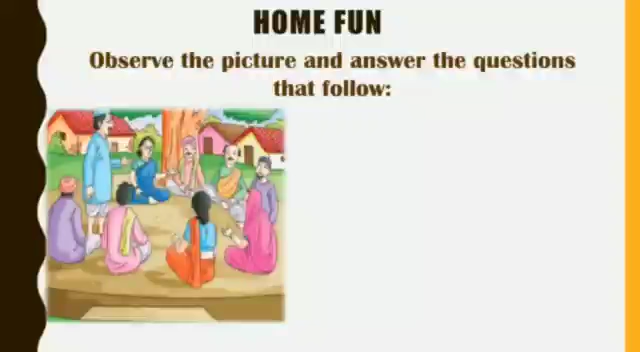 HOME FUN
Observe the picture and answer the questions
that follow: